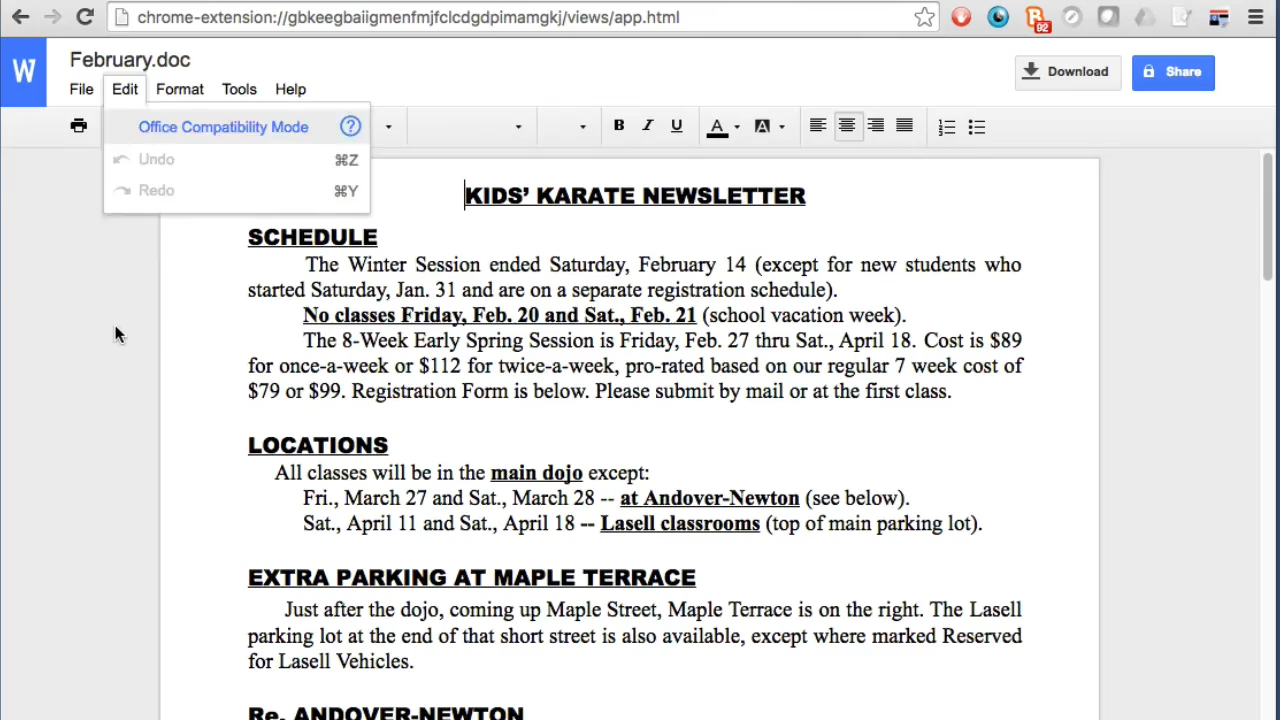 chrome-extension://gbkeegbaiigmenfmjfclcdgdpimamgkj/views/app.html
92
W
February.doc
File Edit Format Tools Help
Download
Share
Office Compatibility Mode ?
Undo ⌘Z
Redo ⌘Y
B I U A A
KIDS’ KARATE NEWSLETTER
SCHEDULE
The Winter Session ended Saturday, February 14 (except for new students who
started Saturday, Jan. 31 and are on a separate registration schedule).
No classes Friday, Feb. 20 and Sat., Feb. 21 (school vacation week).
The 8-Week Early Spring Session is Friday, Feb. 27 thru Sat., April 18. Cost is $89
for once-a-week or $112 for twice-a-week, pro-rated based on our regular 7 week cost of
$79 or $99. Registration Form is below. Please submit by mail or at the first class.
LOCATIONS
All classes will be in the main dojo except:
Fri., March 27 and Sat., March 28 -- at Andover-Newton (see below).
Sat., April 11 and Sat., April 18 -- Lasell classrooms (top of main parking lot).
EXTRA PARKING AT MAPLE TERRACE
Just after the dojo, coming up Maple Street, Maple Terrace is on the right. The Lasell
parking lot at the end of that short street is also available, except where marked Reserved
for Lasell Vehicles.
Re. ANDOVER-NEWTON